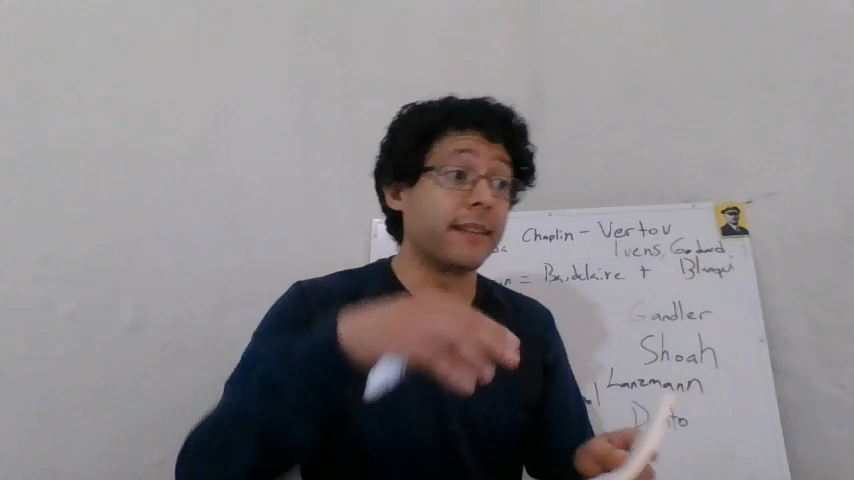 Chaplin - Vertov
Ivens, Godard.
= Baudelaire + Blanqui
Gandler
Shoah
Lanzmann